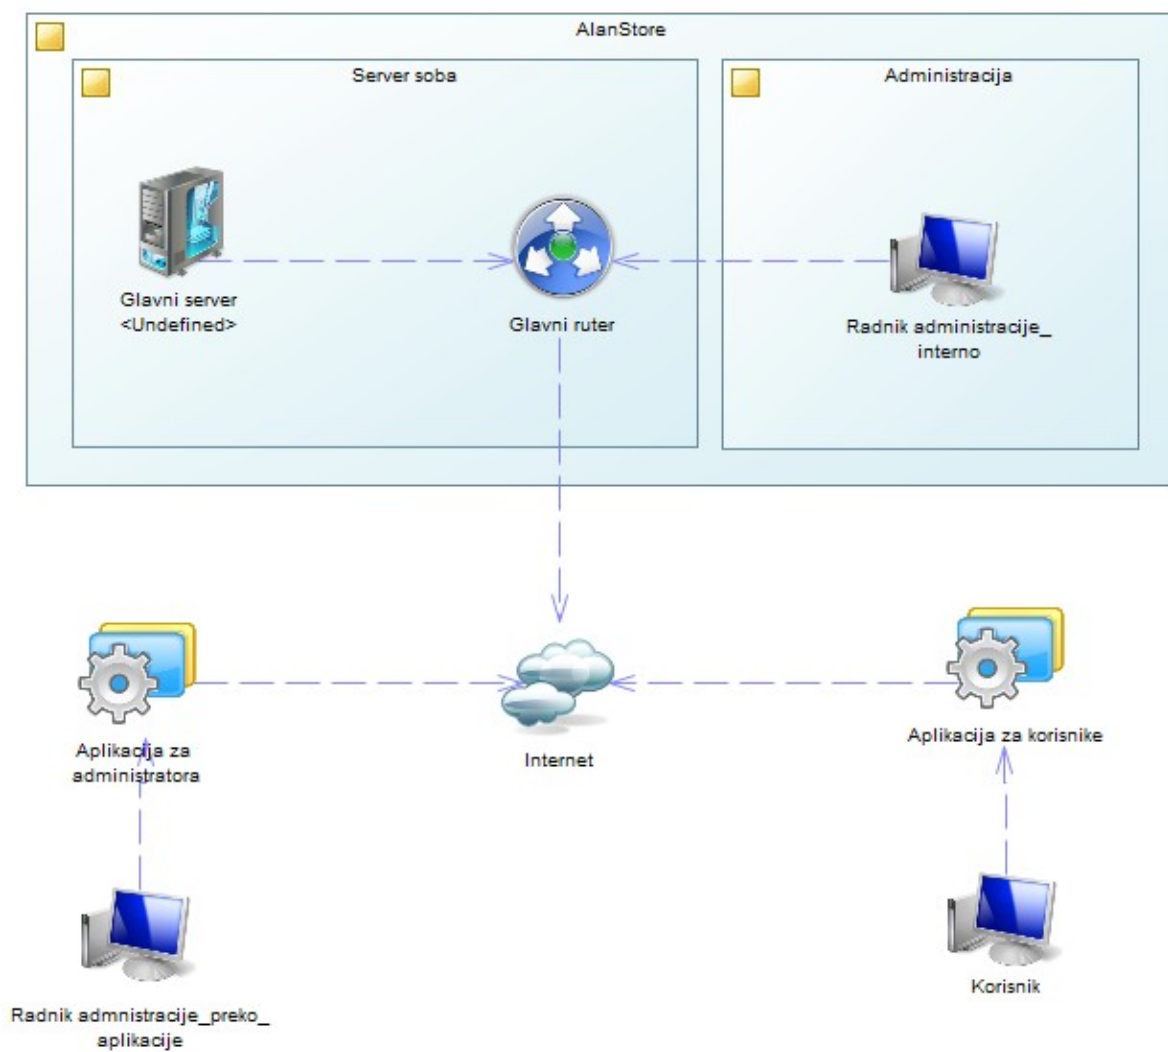 AlanStore
Server soba
Administracija
Glavni server
<Undefined>
Glavni ruter
Radnik administracije_
interno
Aplikacija za
administratora
Internet
Aplikacija za korisnike
Radnik admnistracije_preko_
aplikacije
Korisnik